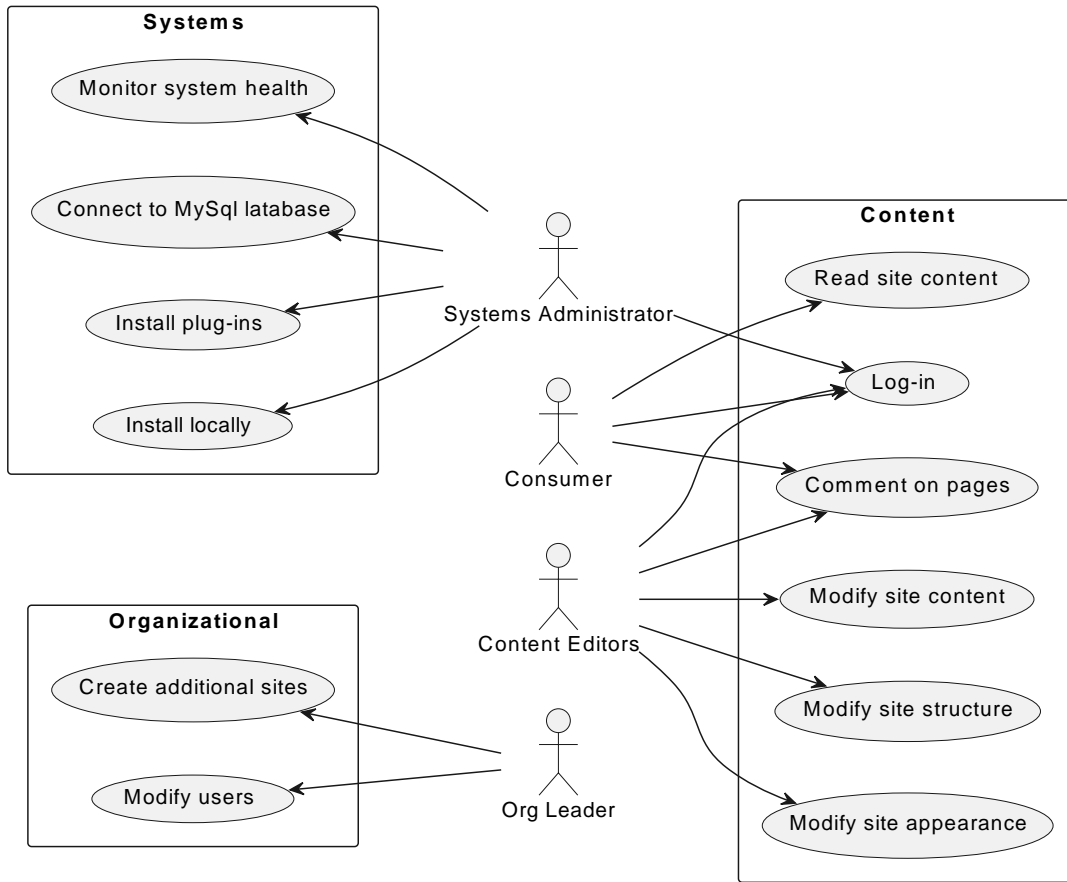 Systems
Monitor system health
Connect to MySql latabase
Install plug-ins
Install locally
Systems Administrator
Consumer
Content Editors
Org Leader
Organizational
Create additional sites
Modify users
Content
Read site content
Log-in
Comment on pages
Modify site content
Modify site structure
Modify site appearance